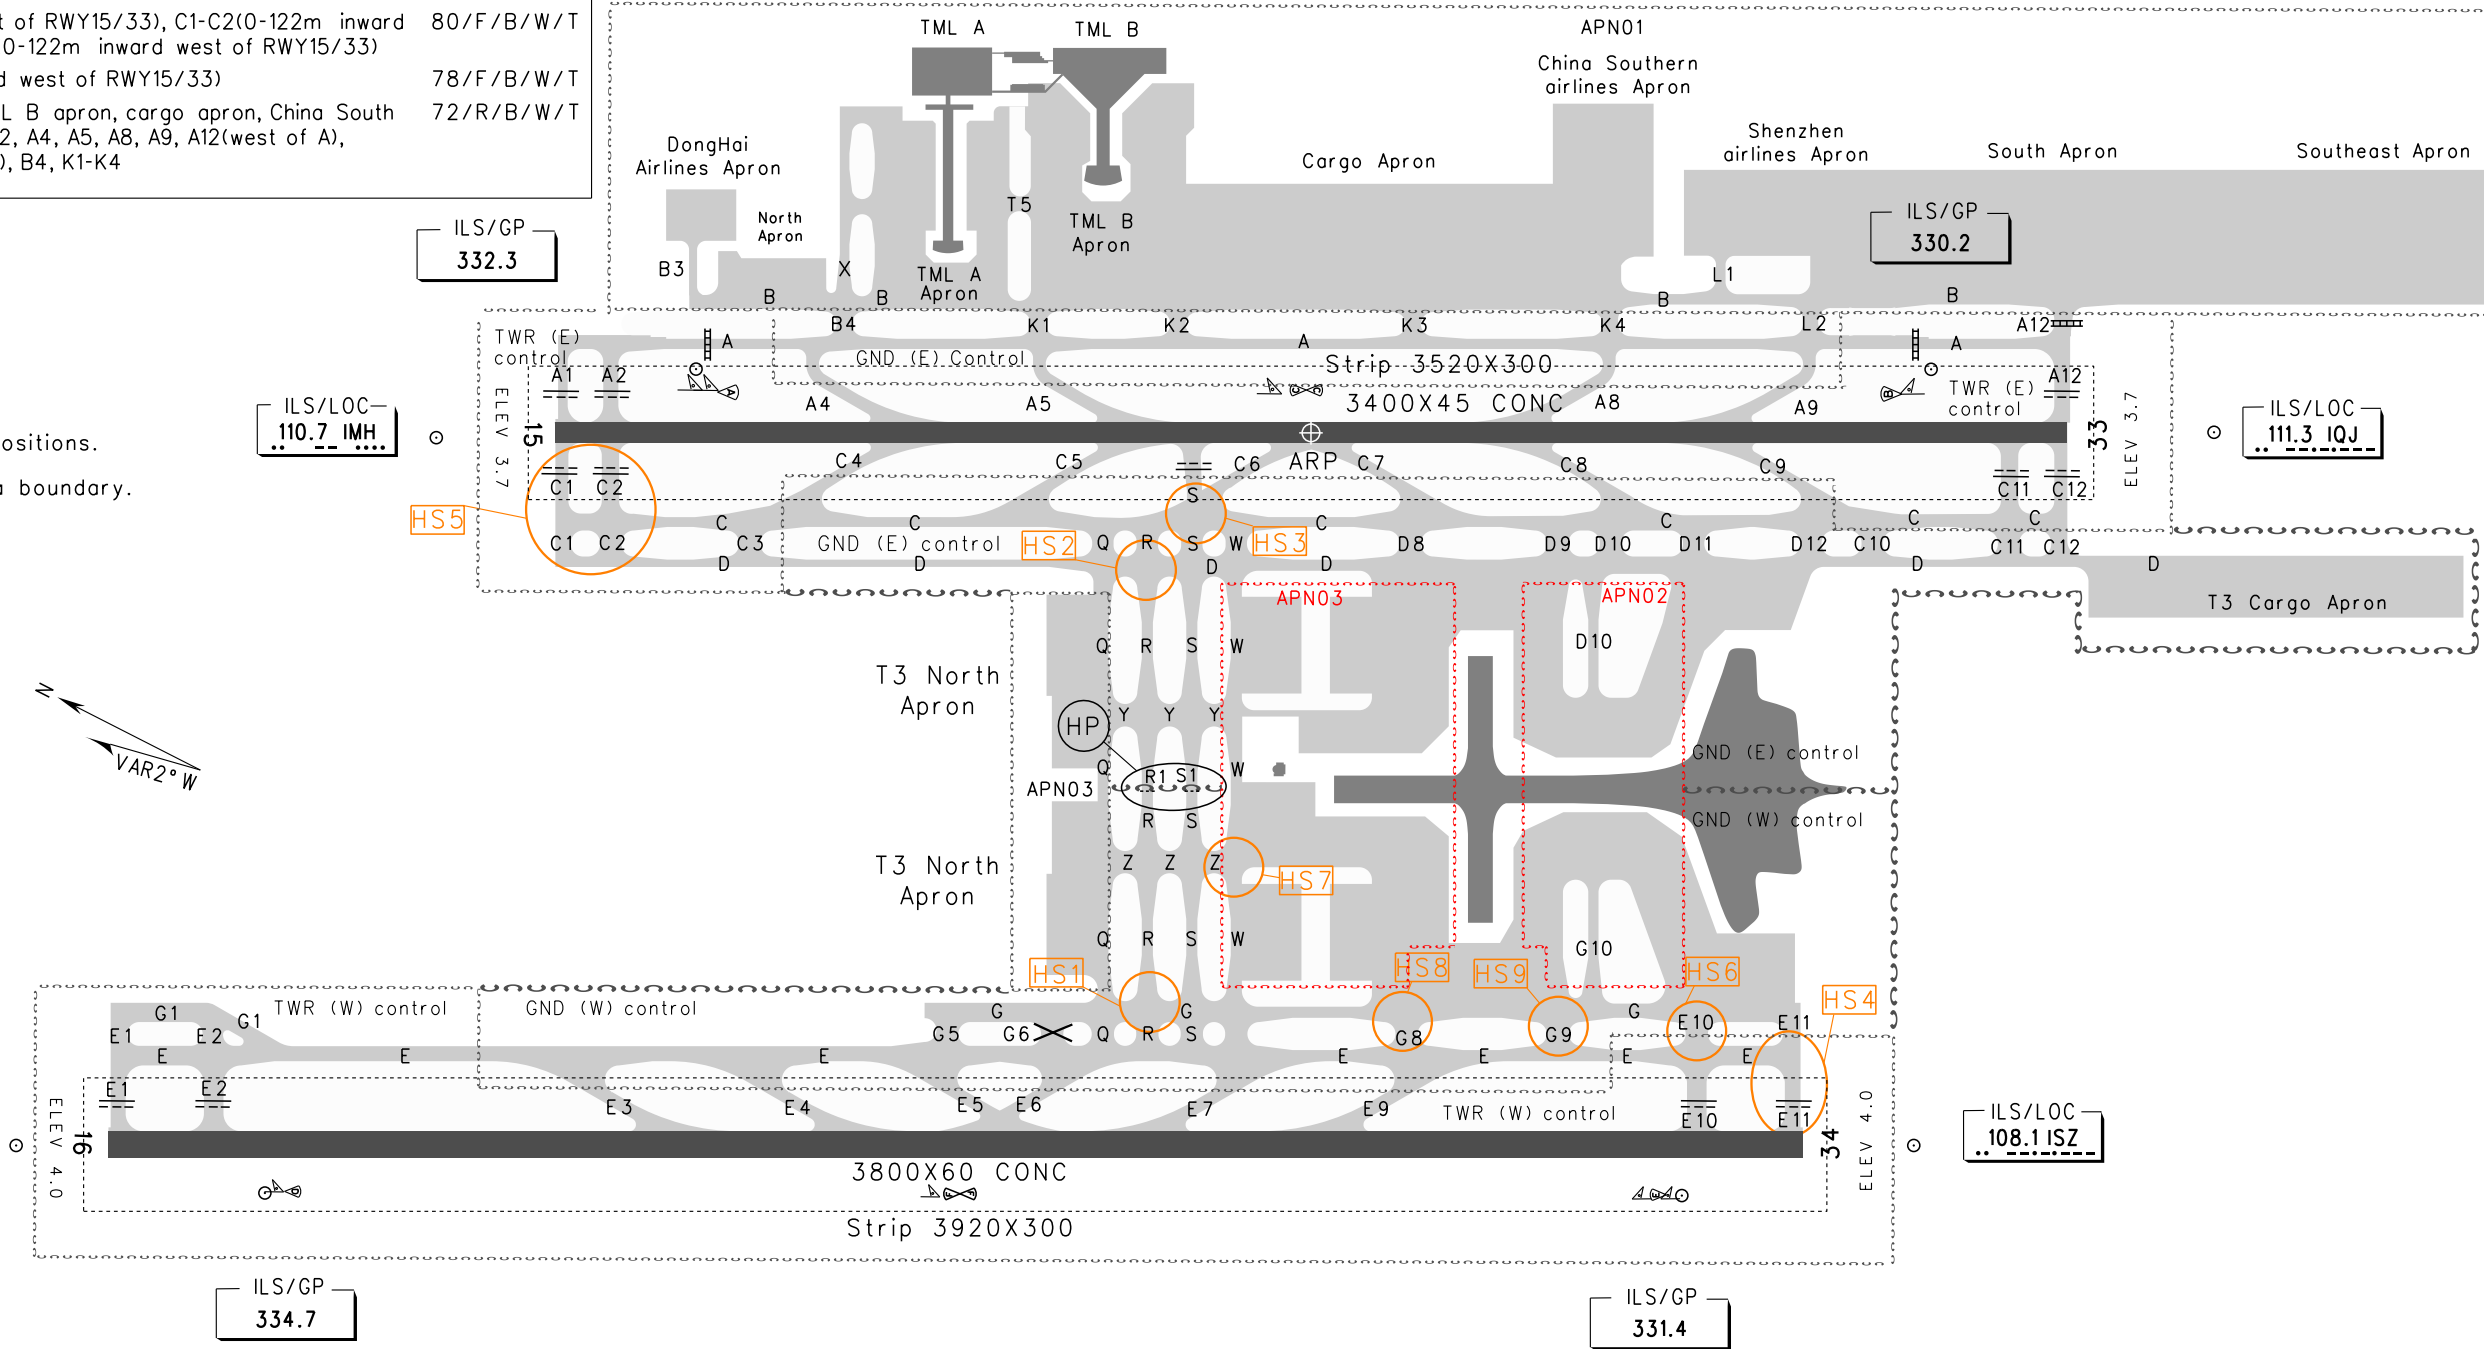 t of RWY15/33), C1-C2(0-122m inward 80/F/B/W/T
0-122m inward west of RWY15/33)
d west of RWY15/33) 78/F/B/W/T
L B apron, cargo apron, China South 72/R/B/W/T
2, A4, A5, A8, A9, A12(west of A),
), B4, K1-K4
TML A
TML B
APN01
China Southern
airlines Apron
Shenzhen
airlines Apron
South Apron
Southeast Apron
DongHai
Airlines Apron
Cargo Apron
North
Apron
T5
TML B
Apron
TML A
Apron
ILS/GP
332.3
ILS/GP
330.2
B3
X
L1
B
B
B
B
B4
K1
K2
K3
K4
L2
A12
TWR (E)
control
A
GND (E) Control
A
A
Strip 3520X300
A1
A2
A12
TWR (E)
control
A4
A5
3400X45 CONC
A8
A9
ELEV 3.7
ELEV 3.7
ILS/LOC
110.7 IMH
ILS/LOC
111.3 IQJ
15
33
ositions.
a boundary.
C4
C5
C6
ARP
C7
C8
C9
C1
C2
S
C11
C12
HS5
C
C
C
C
C
C
C1
C2
C3
GND (E) control
HS2
Q
R
S
W
HS3
D8
D9
D10
D11
D12
C10
C11
C12
D
D
D
D
D
D
APN03
APN02
T3 Cargo Apron
Q
R
S
W
D10
T3 North
Apron
Y
Y
Y
HP
GND (E) control
Q
R1
S1
W
APN03
R
S
GND (W) control
T3 North
Apron
Z
Z
Z
HS7
Q
R
S
W
G10
HS1
HS8
HS9
HS6
HS4
N
VAR2°W
G1
G1
TWR (W) control
GND (W) control
G
G
G
E1
E2
G5
G6
Q
R
S
G8
G9
E10
E11
E
E
E
E
E
E
E
E1
E2
E3
E4
E5
E6
E7
E9
TWR (W) control
E10
E11
ELEV 4.0
ELEV 4.0
16
34
ILS/LOC
108.1 ISZ
3800X60 CONC
Strip 3920X300
ILS/GP
334.7
ILS/GP
331.4